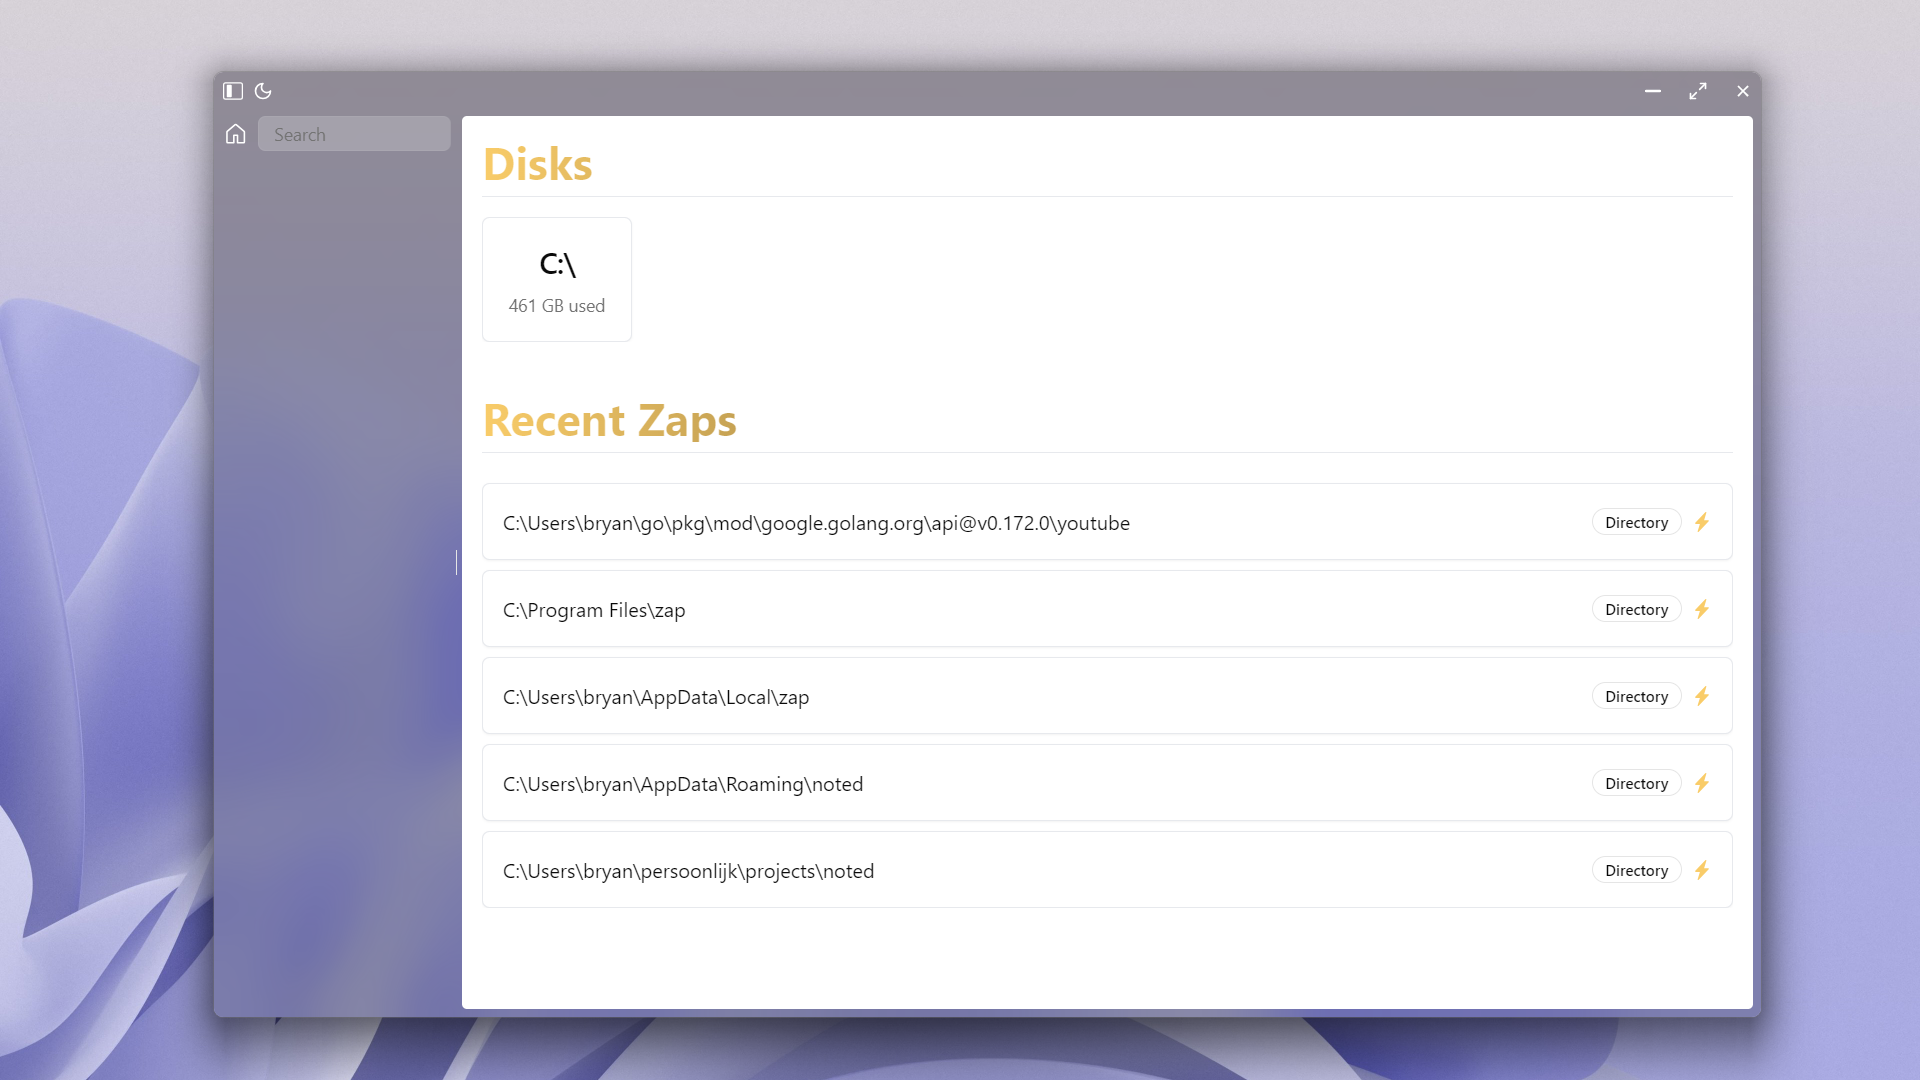 Search
Disks
C:\
461 GB used
Recent Zaps
C:\Users\bryan\go\pkg\mod\google.golang.org\api@v0.172.0\youtube Directory
C:\Program Files\zap Directory
C:\Users\bryan\AppData\Local\zap Directory
C:\Users\bryan\AppData\Roaming\noted Directory
C:\Users\bryan\persoonlijk\projects\noted Directory